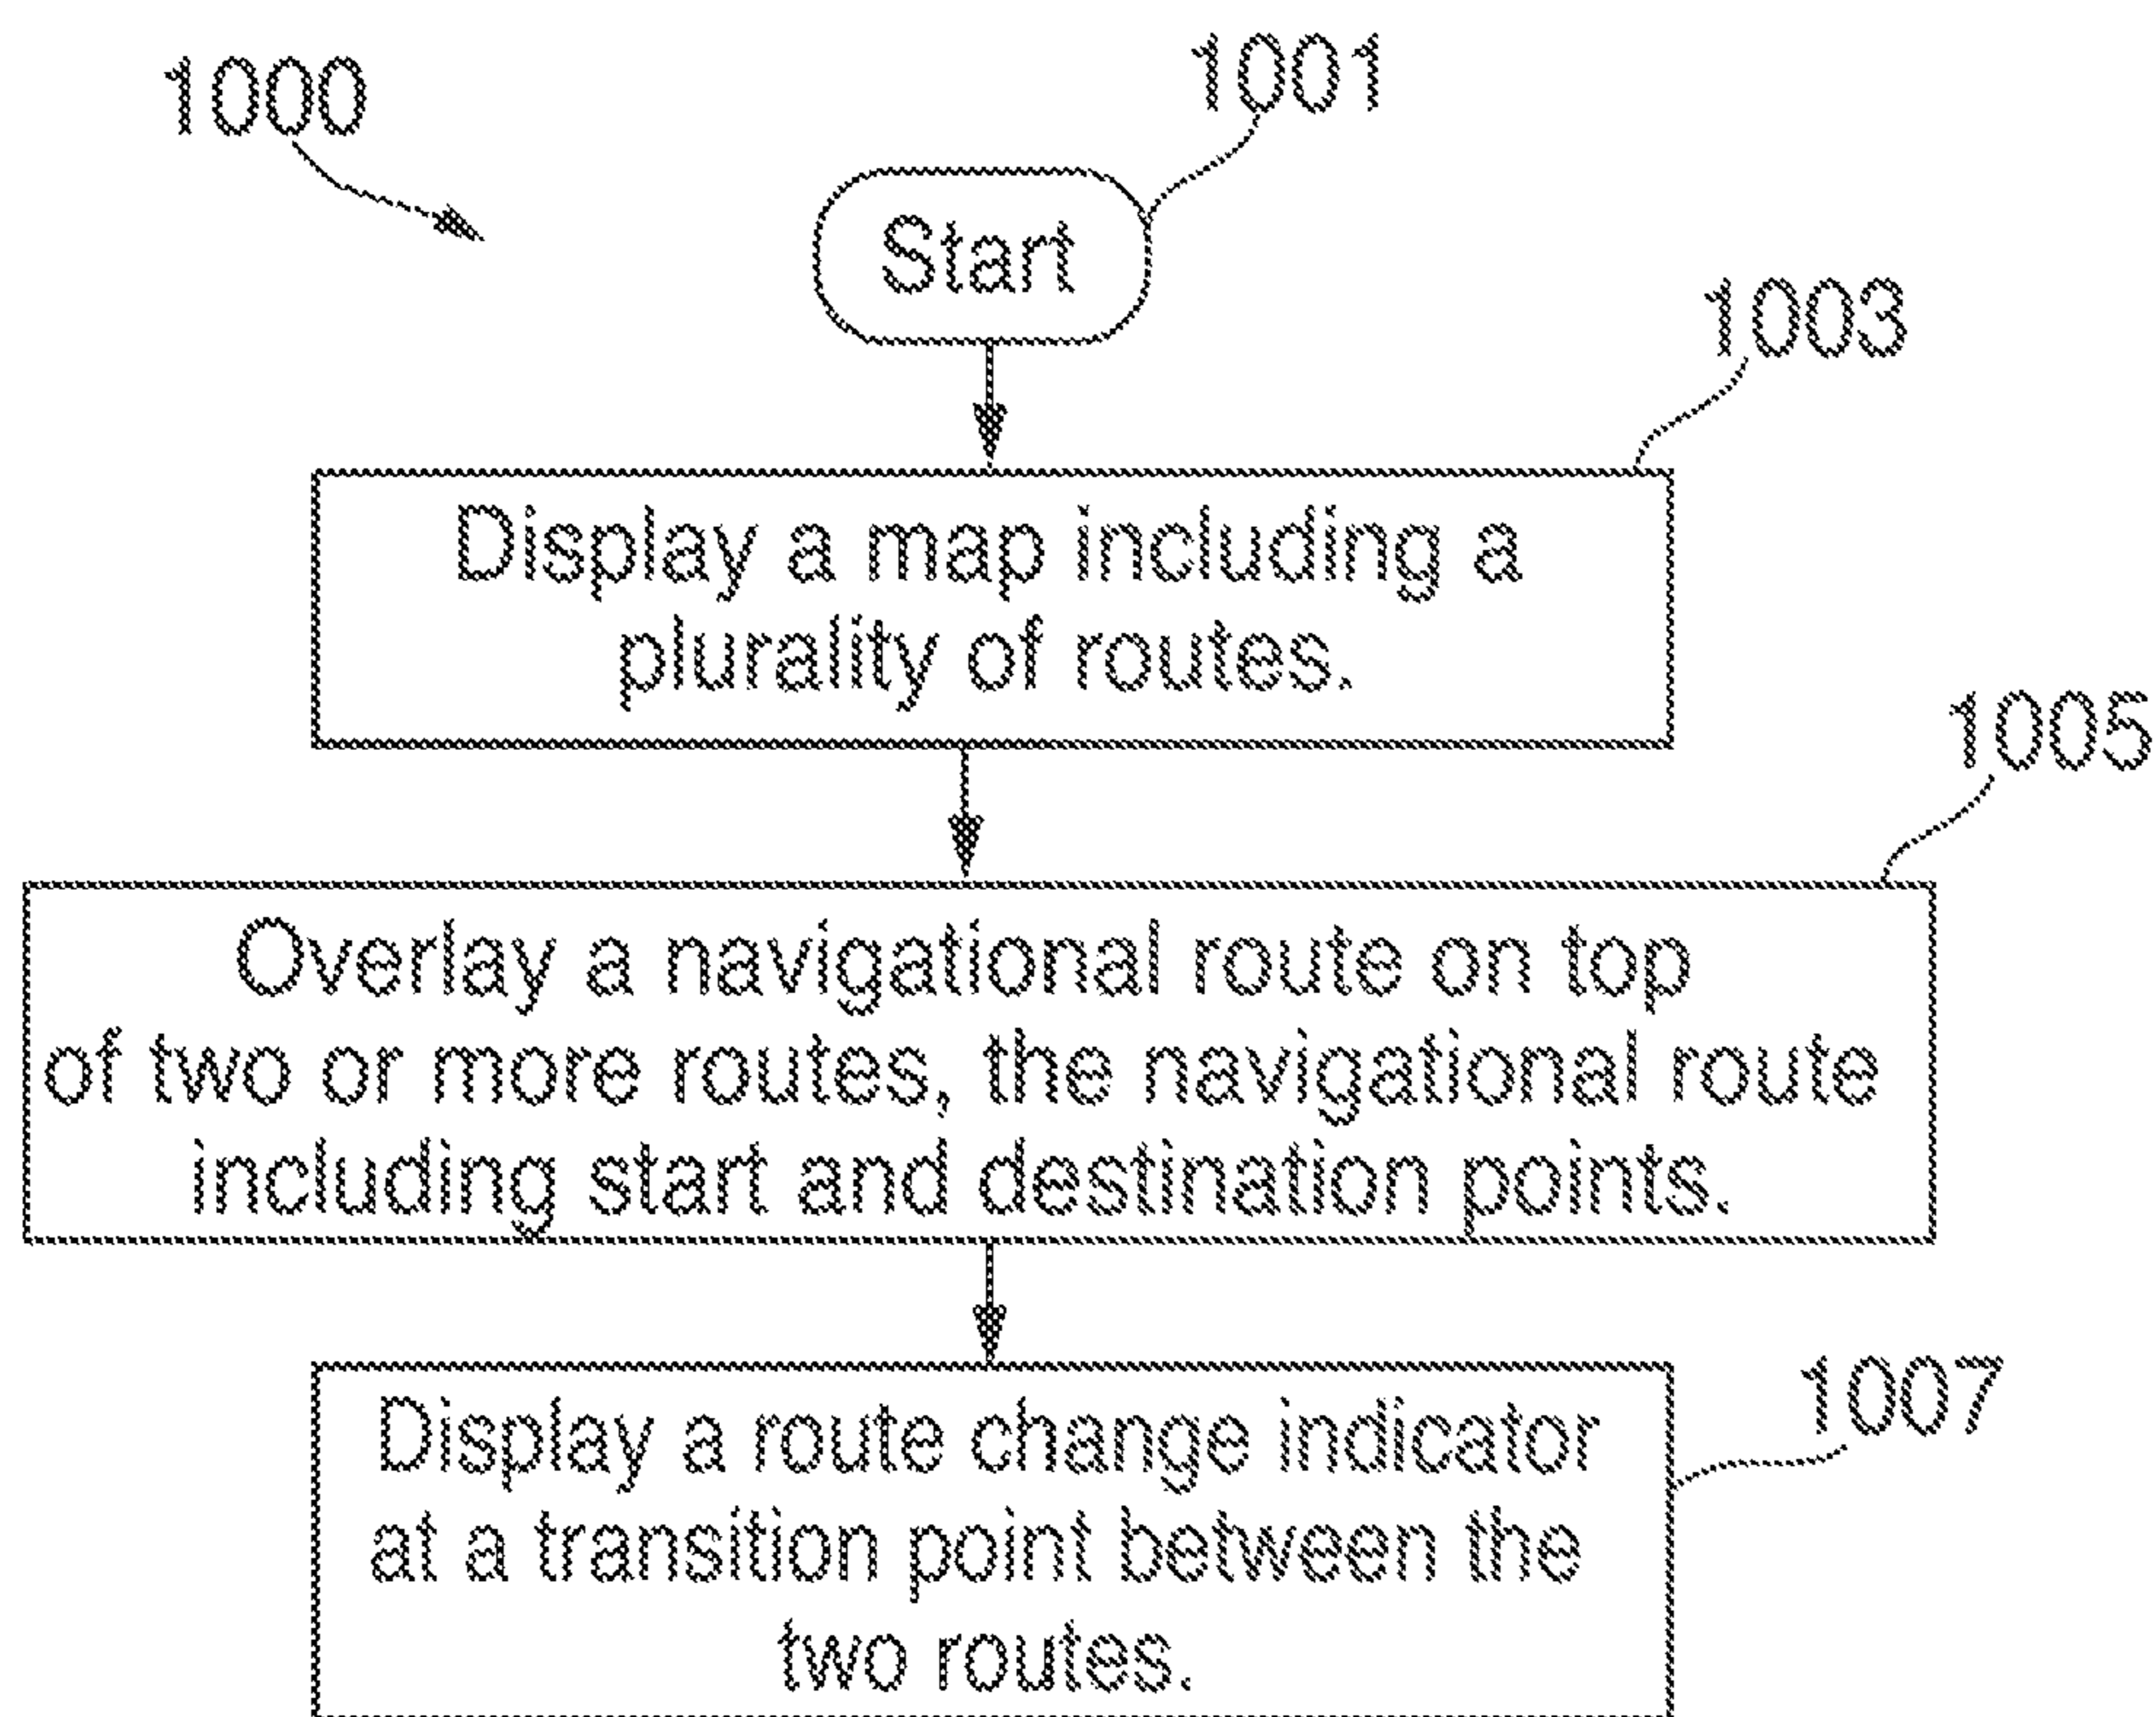 1000
1001
Start
1003
Display a map including a
plurality of routes.
1005
Overlay a navigational route on top
of two or more routes, the navigational route
including start and destination points.
1007
Display a route change indicator
at a transition point between the
two routes.